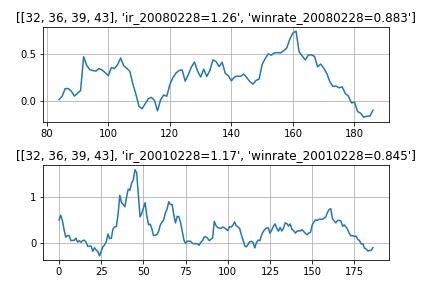 [[32, 36, 39, 43], 'ir_20080228=1.26', 'winrate_20080228=0.883']
0.5
0.0
80 100 120 140 160 180
[[32, 36, 39, 43], 'ir_20010228=1.17', 'winrate_20010228=0.845']
1
0
0 25 50 75 100 125 150 175